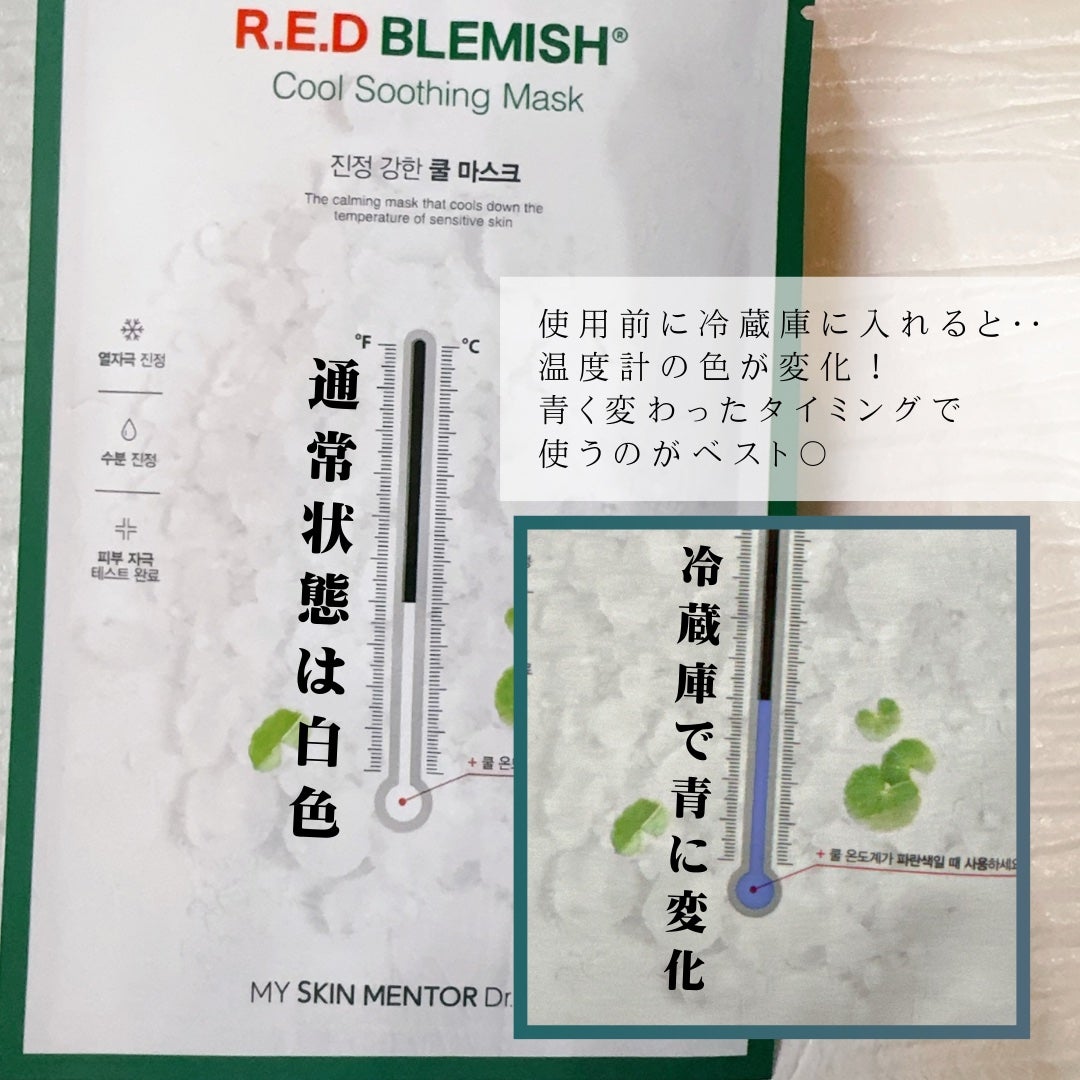 R.E.D BLEMISH®
Cool Soothing Mask
진정 강한 쿨 마스크
The calming mask that cools down the
temperature of sensitive skin
使用前に冷蔵庫に入れると‥
温度計の色が変化！
青く変わったタイミングで
使うのがベスト〇
°F
°C
열자극 진정
수분 진정
피부 자극
테스트 완료
通常状態は白色
+ 쿨 온도
冷蔵庫で青に変化
+ 쿨 온도계가 파란색일 때 사용하세요
MY SKIN MENTOR Dr.